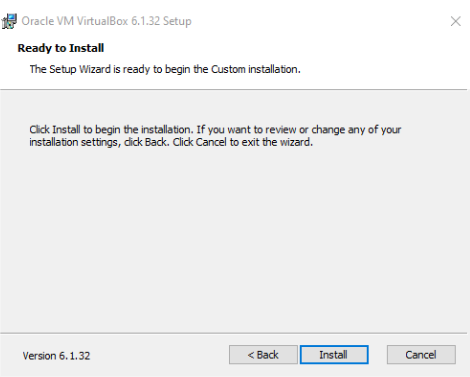 Oracle VM VirtualBox 6.1.32 Setup
Ready to Install
The Setup Wizard is ready to begin the Custom installation.
Click Install to begin the installation. If you want to review or change any of your
installation settings, click Back. Click Cancel to exit the wizard.
Version 6.1.32
< Back
Install
Cancel